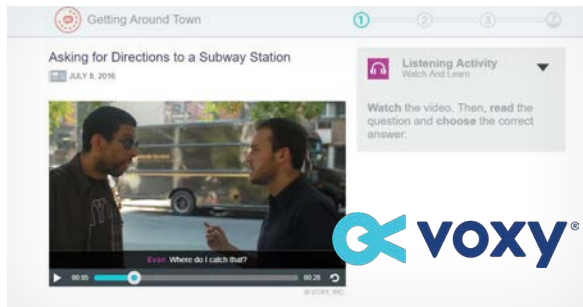 Getting Around Town
1
2
3
Asking for Directions to a Subway Station
JULY 8, 2016
Listening Activity
Watch And Learn
Watch the video. Then, read the
question and choose the correct
answer.
Evan Where do I catch that?
00:05
00:28
© VOXY, INC.
voxy®